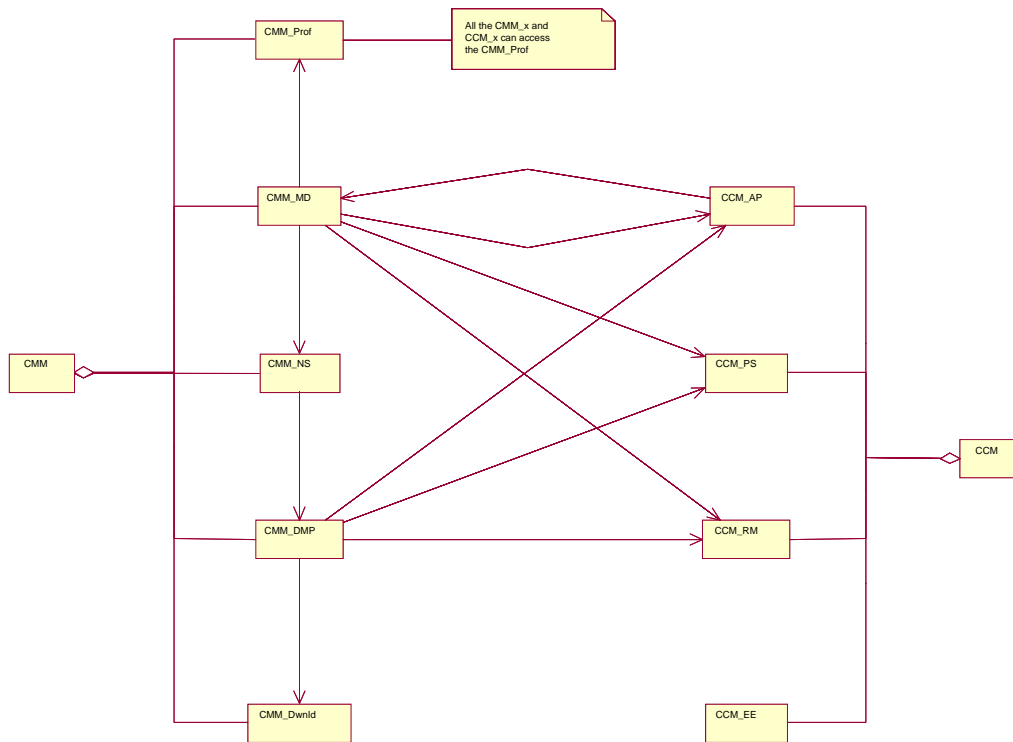 CMM_Prof
All the CMM_x and
CCM_x can access
the CMM_Prof
CMM_MD
CCM_AP
CMM
CMM_NS
CCM_PS
CCM
CMM_DMP
CCM_RM
CMM_Dwnld
CCM_EE